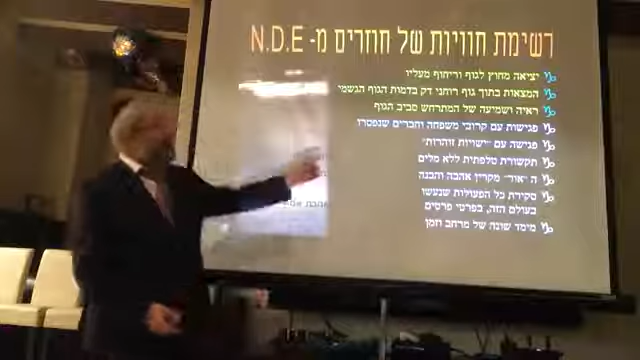 רשימת חוויות של חוזרים מ- N.D.E
יציאה מחוץ לגוף וריחוף מעליו
המצאות בתוך גוף רוחני דק בדמות הגוף הגשמי
ראיה ושמיעה של המתרחש סביב הגוף
פגישות עם קרובי משפחה וחברים שנפטרו
פגישה עם "ישויות זוהרות"
תקשורת טלפתית ללא מלים
ה"אור" מקרין אהבה והבנה
סקירת כל הפעולות שנעשו
בעולם הזה, בפרטי פרטים
מימד שונה של מרחב וזמן
אהבת